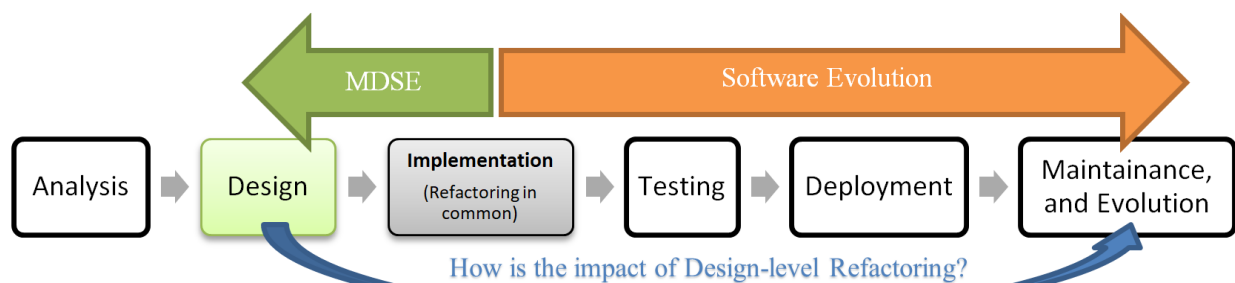 MDSE
Software Evolution
Analysis
Design
Implementation
(Refactoring in
common)
Testing
Deployment
Maintainance,
and Evolution
How is the impact of Design-level Refactoring?